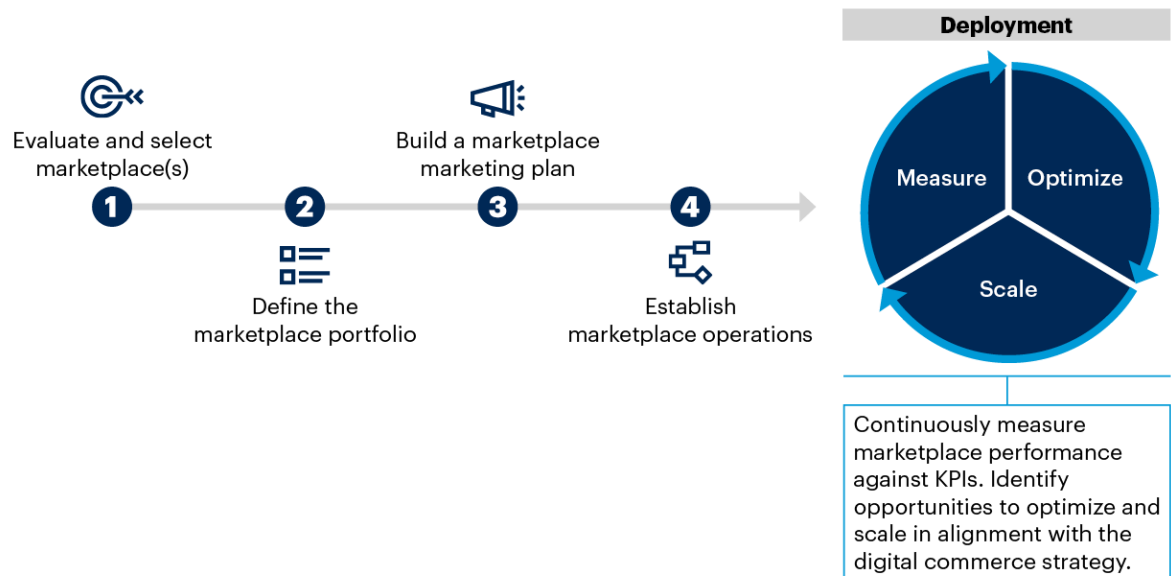 Deployment
Evaluate and select
marketplace(s)
1
2
Define the
marketplace portfolio
Build a marketplace
marketing plan
3
4
Establish
marketplace operations
Measure
Optimize
Scale
Continuously measure
marketplace performance
against KPIs. Identify
opportunities to optimize and
scale in alignment with the
digital commerce strategy.